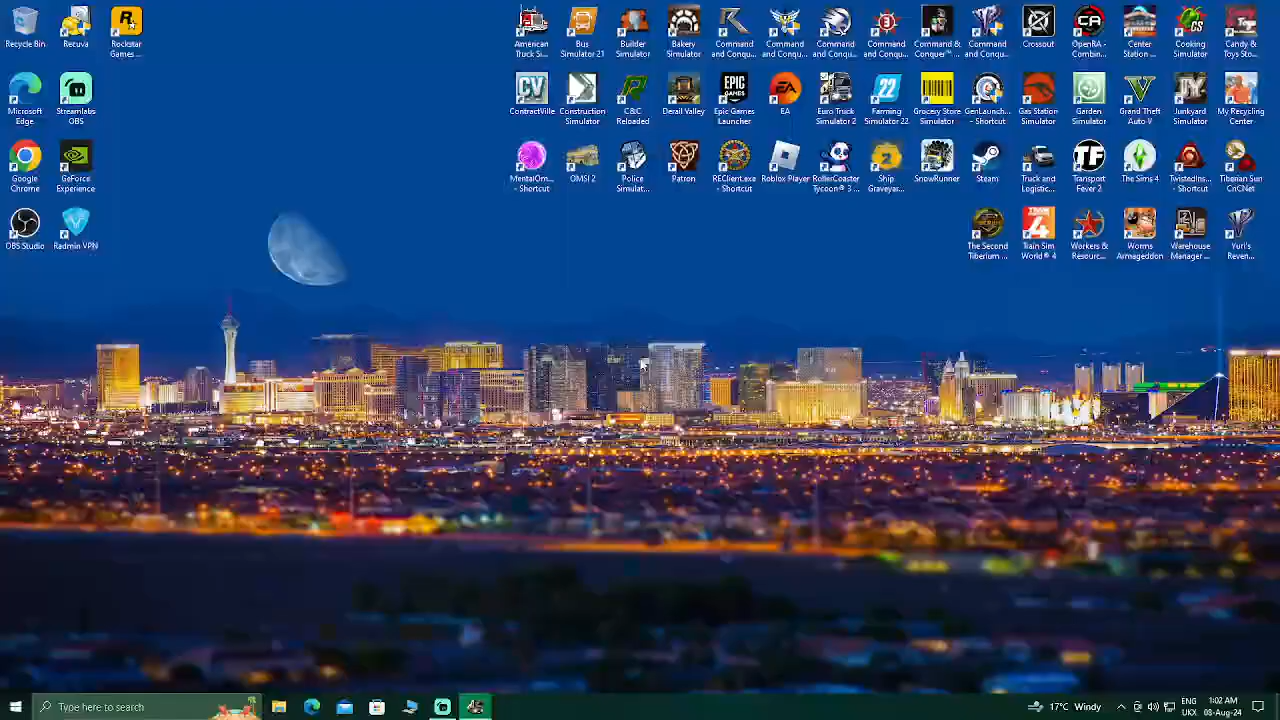 Recycle Bin
Recuva
Rockstar
Games ...
American
Truck Si...
Bus
Simulator 21
Builder
Simulator
Bakery
Simulator
Command
and Conqu...
Command
and Conqu...
Command
and Conqu...
Command
and Conqu...
Command &
Conquer™...
Command
and Conqu...
Crossout
OpenRA -
Combin...
Center
Station ...
Cooking
Simulator
Candy &
Toys Sto...
Microsoft
Edge
Streamlabs
OBS
ContractVille
Construction
Simulator
C&C
Reloaded
Derail Valley
Epic Games
Launcher
EA
Euro Truck
Simulator 2
Farming
Simulator 22
Grocery Store
Simulator
GenLaunch...
- Shortcut
Gas Station
Simulator
Garden
Simulator
Grand Theft
Auto V
Junkyard
Simulator
My Recycling
Center
Google
Chrome
GeForce
Experience
MentalOm...
- Shortcut
OMSI 2
Police
Simulat...
Patron
REClient.exe
- Shortcut
Roblox Player
RollerCoaster
Tycoon® 3 ...
Ship
Graveyar...
SnowRunner
Steam
Truck and
Logistic...
Transport
Fever 2
The Sims 4
TwistedIns...
- Shortcut
Tiberian Sun
CnCNet
OBS Studio
Radmin VPN
The Second
Tiberium ...
Train Sim
World® 4
Workers &
Resourc...
Worms
Armageddon
Warehouse
Manager ...
Yuri's
Reven...
Type here to search
17°C Windy
ENG
UKX
1:02 AM
08-Aug-24